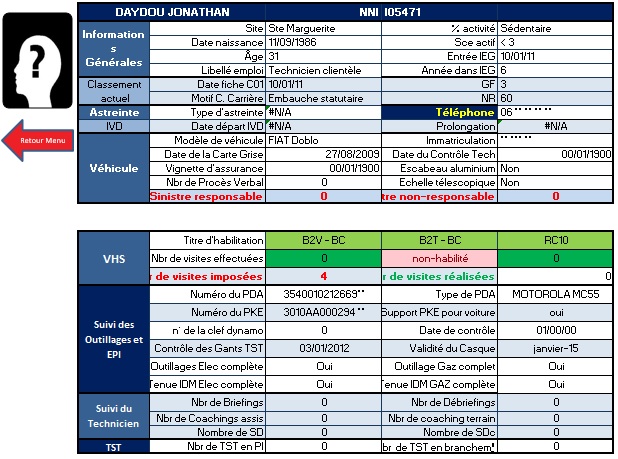 DAYDOU JONATHAN NNI I05471
Informations Générales
Site Ste Marguerite % activité Sédentaire
Date naissance 11/09/1986 Sce actif < 3
Âge 31 Entrée IEG 10/01/11
Libellé emploi Technicien clientèle Année dans IEG 6
Classement actuel
Date fiche C01 10/01/11 GF 3
Motif C. Carrière Embauche statutaire NR 60
Astreinte Type d'astreinte #N/A Téléphone 06
IVD Date départ IVD #N/A Prolongation #N/A
Retour Menu
Véhicule
Modèle de véhicule FIAT Doblo Immatriculation
Date de la Carte Grise 27/08/2009 Date du Contrôle Tech 00/01/1900
Vignette d'assurance 00/01/1900 Escabeau aluminium Non
Nbr de Procès Verbal 0 Echelle télescopique Non
Sinistre responsable 0 tre non-responsable 0
VHS
Titre d'habilitation B2V - BC B2T - BC RC10
Nbr de visites effectuées 0 non-habilité 0
r de visites imposées 4 r de visites réalisées 0
Suivi des Outillages et EPI
Numéro du PDA 3540010212669 Type de PDA MOTOROLA MC55
Numéro du PKE 3010AA000294 Support PKE pour voiture oui
n° de la clef dynamo 0 Date de contrôle 01/00/00
Contrôle des Gants TST 03/01/2012 Validité du Casque janvier-15
Outillages Elec complète Oui Outillage Gaz complet Oui
Tenue IDM Elec complète Oui Tenue IDM GAZ complète Oui
Suivi du Technicien
Nbr de Briefings 0 Nbr de Débriefings 0
Nbr de Coachings assis 0 Nbr de coaching terrain 0
Nombre de SD 0 Nombre de SDc 0
TST Nbr de TST en PI 0 br de TST en branchem 0